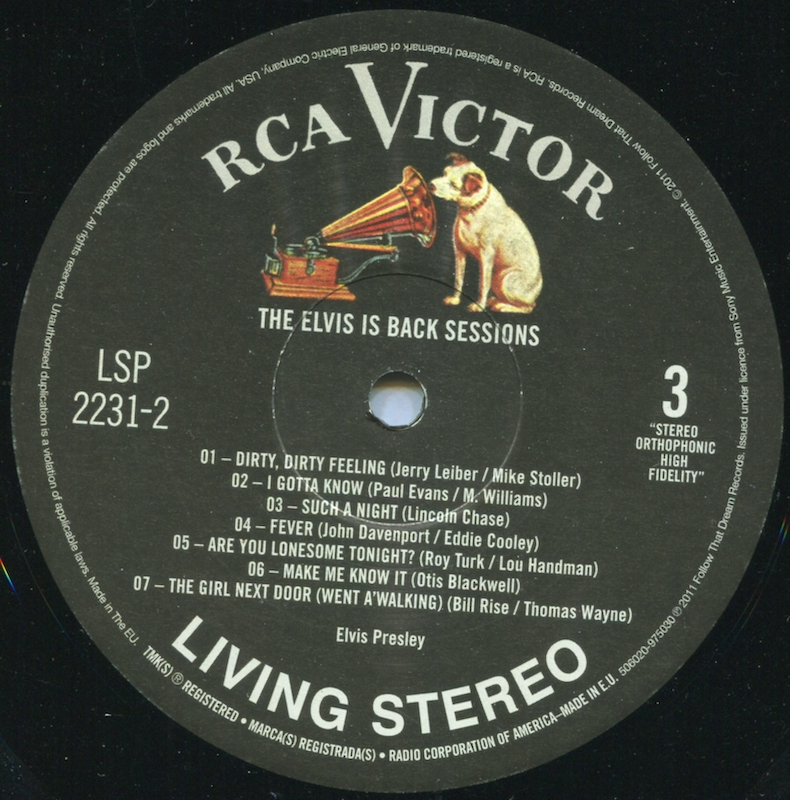 RCA VICTOR
THE ELVIS IS BACK SESSIONS
LSP
2231-2
3
"STEREO
ORTHOPHONIC
HIGH
FIDELITY"
01 – DIRTY, DIRTY FEELING (Jerry Leiber / Mike Stoller)
02 – I GOTTA KNOW (Paul Evans / M. Williams)
03 – SUCH A NIGHT (Lincoln Chase)
04 – FEVER (John Davenport / Eddie Cooley)
05 – ARE YOU LONESOME TONIGHT? (Roy Turk / Lou Handman)
06 – MAKE ME KNOW IT (Otis Blackwell)
07 – THE GIRL NEXT DOOR (WENT A'WALKING) (Bill Rise / Thomas Wayne)
Elvis Presley
LIVING STEREO
TMK(S) ® REGISTERED • MARCA(S) REGISTRADA(S) • RADIO CORPORATION OF AMERICA–MADE IN E.U.
506020-975030 ℗ 2011 Follow That Dream Records. Issued under licence from Sony Music Entertainment. © 2011 Follow That Dream Records. RCA is a registered trademark of General Electric Company, USA. All trademarks and logos are protected. All rights reserved. Unauthorised duplication is a violation of applicable laws. Made in The EU.